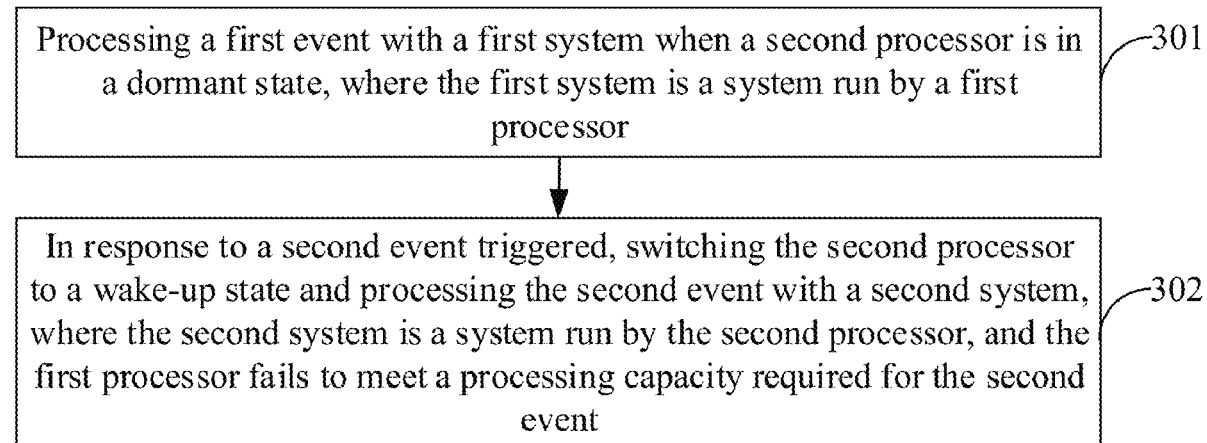 Processing a first event with a first system when a second processor is in
a dormant state, where the first system is a system run by a first
processor
301
In response to a second event triggered, switching the second processor
to a wake-up state and processing the second event with a second system,
where the second system is a system run by the second processor, and the
first processor fails to meet a processing capacity required for the second
event
302